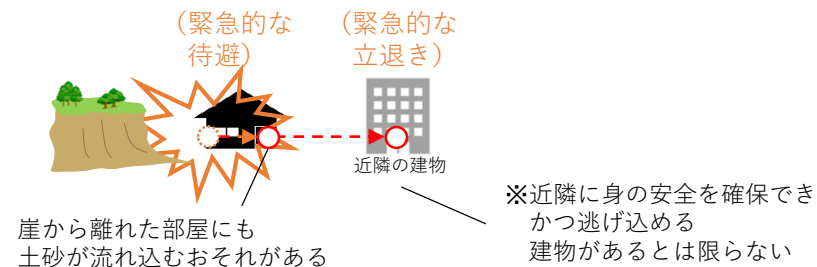 （緊急的な
待避）
（緊急的な
立退き）
近隣の建物
崖から離れた部屋にも
土砂が流れ込むおそれがある
※近隣に身の安全を確保でき
かつ逃げ込める
建物があるとは限らない